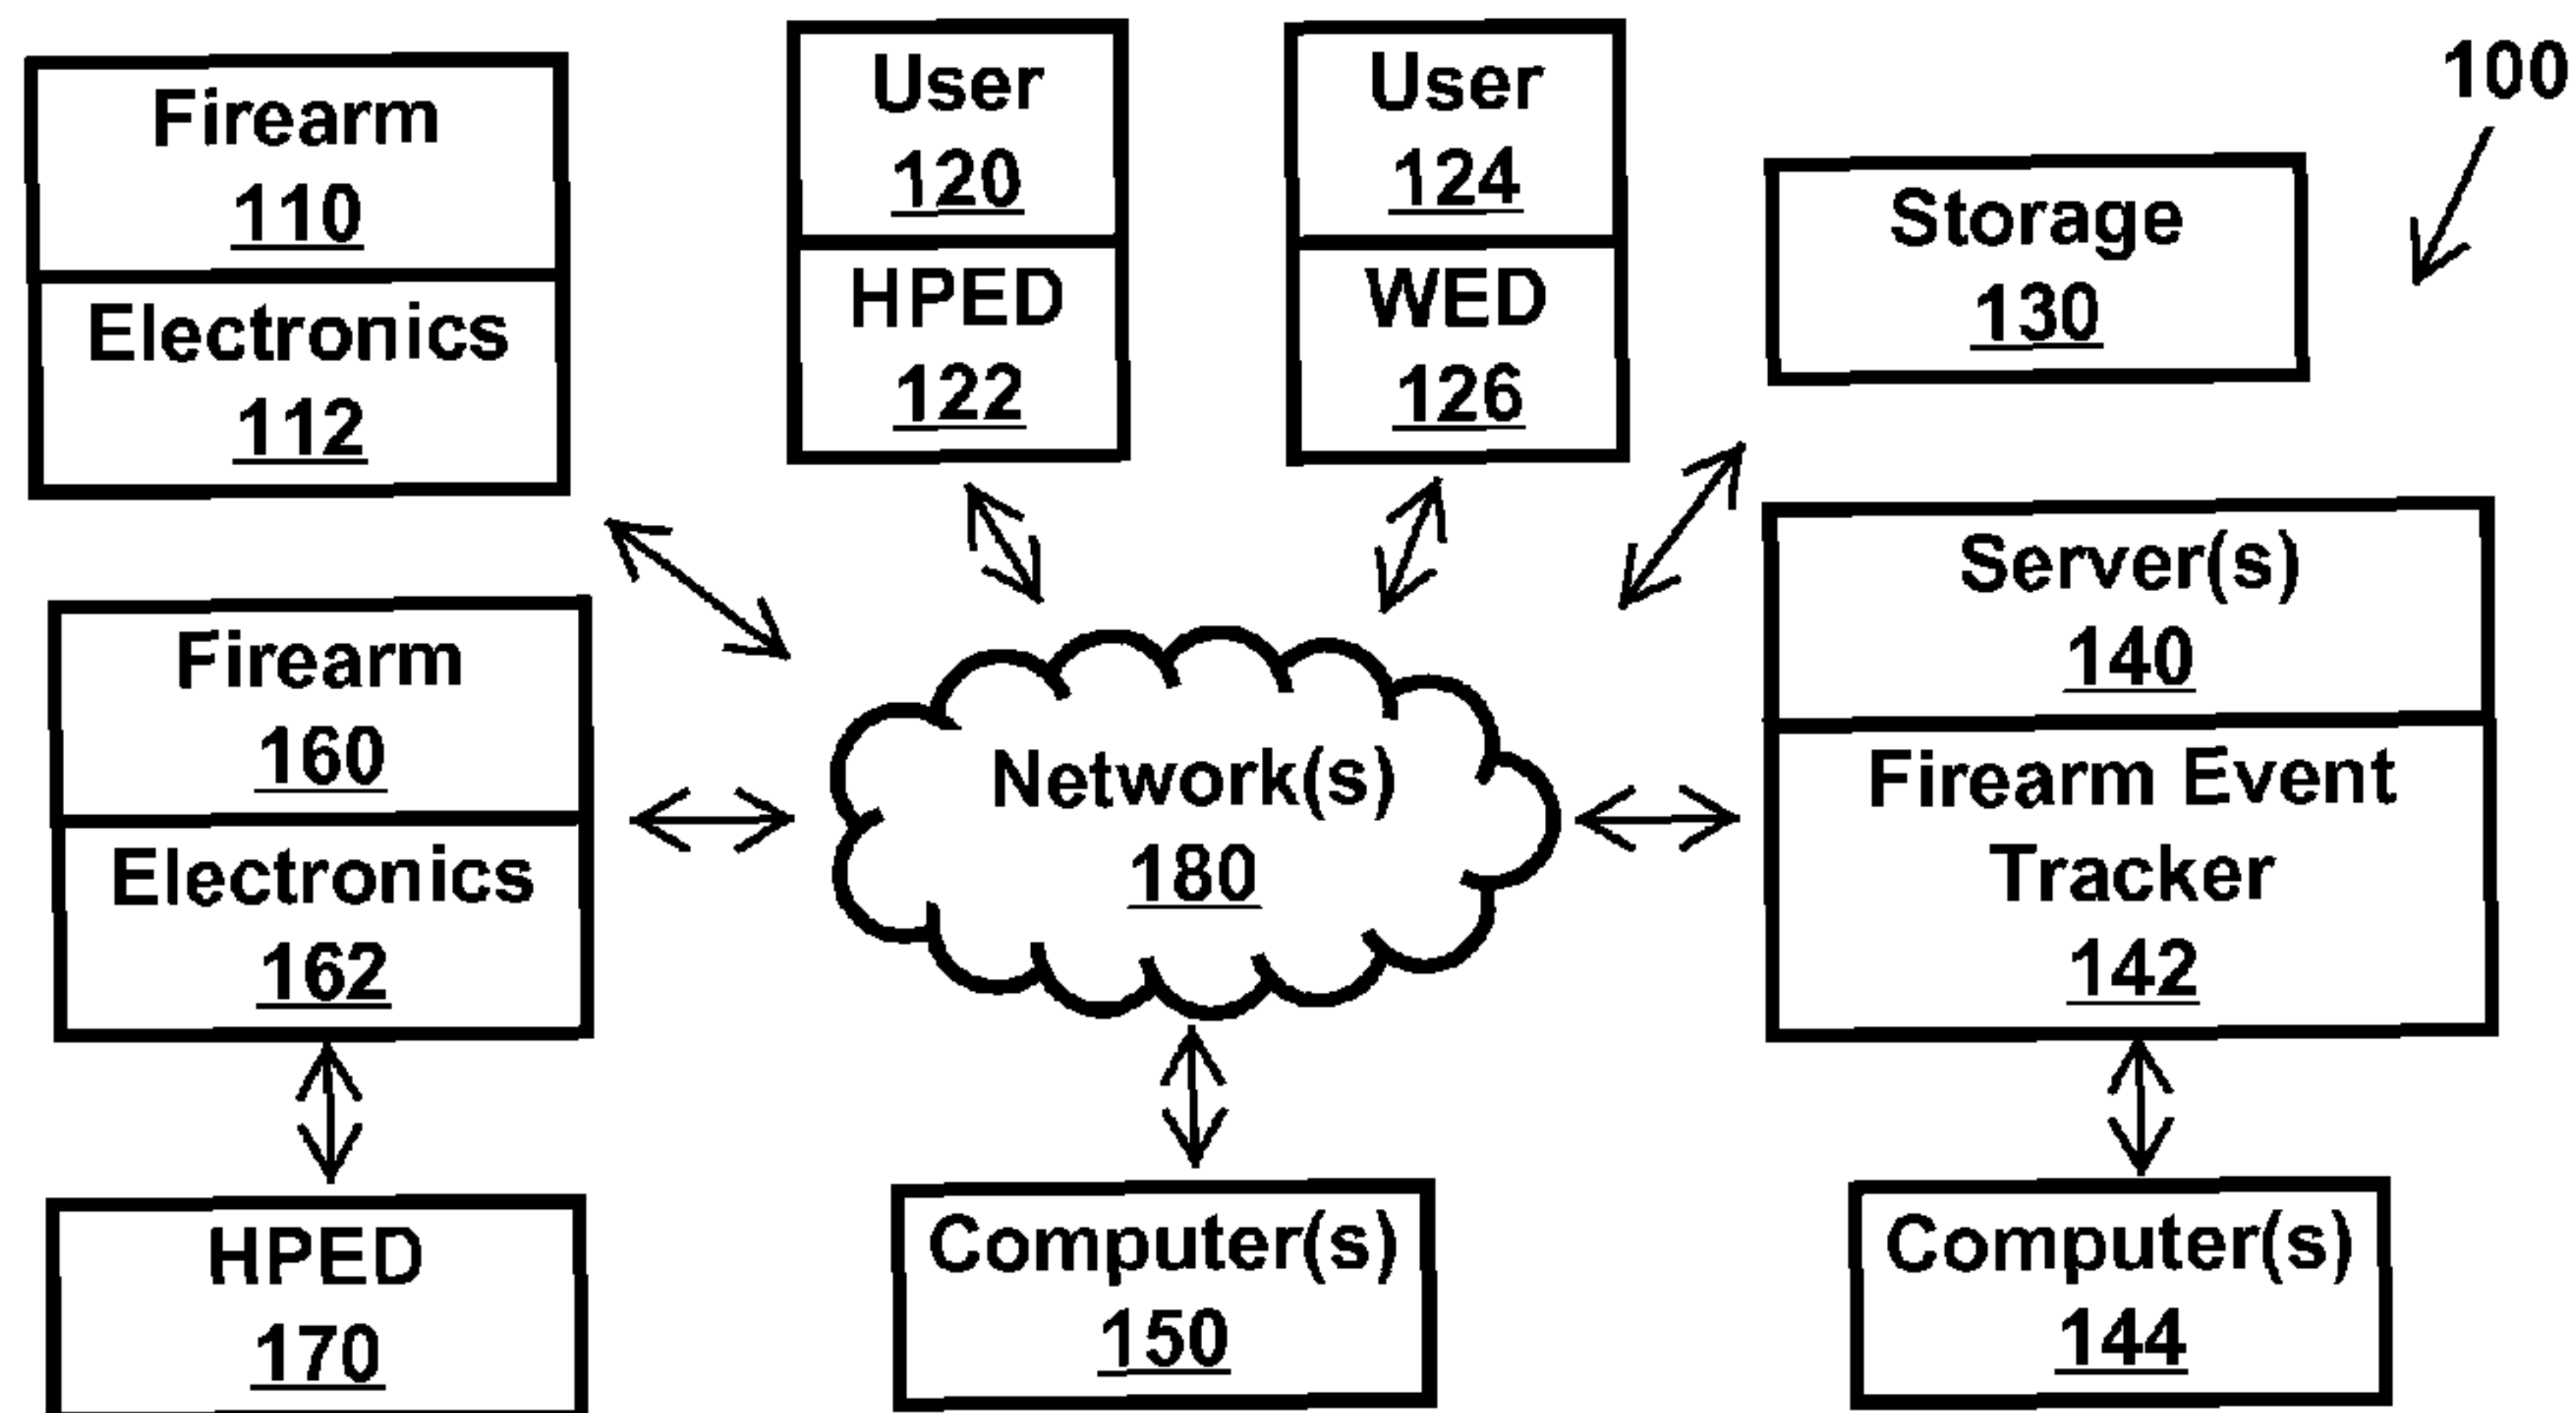 Firearm
110
Electronics
112
User
120
HPED
122
User
124
WED
126
100
Storage
130
Firearm
160
Electronics
162
Network(s)
180
Server(s)
140
Firearm Event
Tracker
142
HPED
170
Computer(s)
150
Computer(s)
144